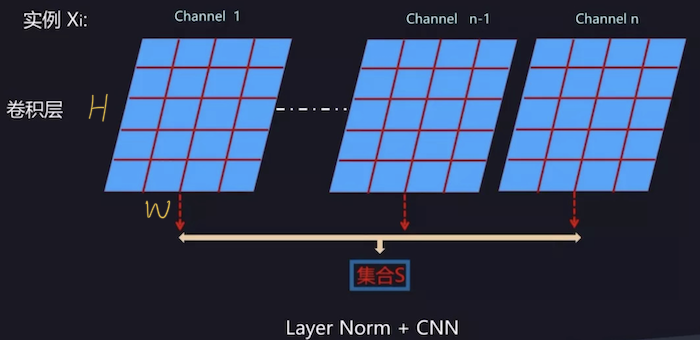 实例 Xi:
Channel 1
Channel n-1
Channel n
卷积层
H
W
集合S
Layer Norm + CNN